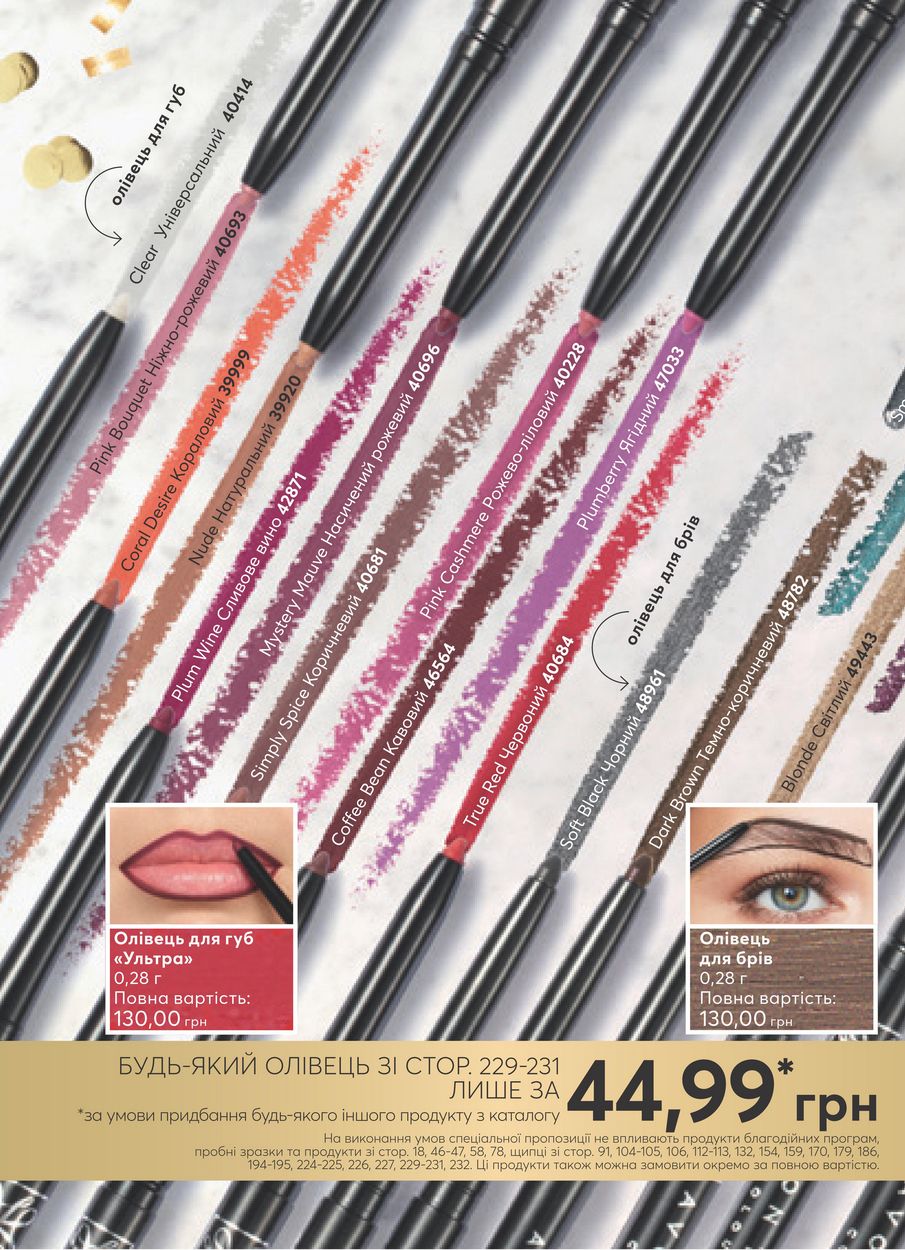 олівець для губ
Clear Універсальний 40414
Pink Bouquet Ніжно-рожевий 40693
Coral Desire Кораловий 39999
Nude Натуральний 39920
Plum Wine Сливове вино 42871
Mystery Mauve Насичений рожевий 40696
Simply Spice Коричневий 40681
Pink Cashmere Рожево-ліловий 40228
Coffee Bean Кавовий 46564
Plumberry Ягідний 47033
True Red Червоний 40684
олівець для брів
Soft Black Чорний 48961
Dark Brown Темно-коричневий 48782
Blonde Світлий 49443
Олівець для губ
«Ультра»
0,28 г
Повна вартість:
130,00 грн
Олівець
для брів
0,28 г
Повна вартість:
130,00 грн
БУДЬ-ЯКИЙ ОЛІВЕЦЬ ЗІ СТОР. 229-231
ЛИШЕ ЗА
44,99* грн
*за умови придбання будь-якого іншого продукту з каталогу
На виконання умов спеціальної пропозиції не впливають продукти благодійних програм,
пробні зразки та продукти зі стор. 18, 46-47, 58, 78, щипці зі стор. 91, 104-105, 106, 112-113, 132, 154, 159, 170, 179, 186,
194-195, 224-225, 226, 227, 229-231, 232. Ці продукти також можна замовити окремо за повною вартістю.